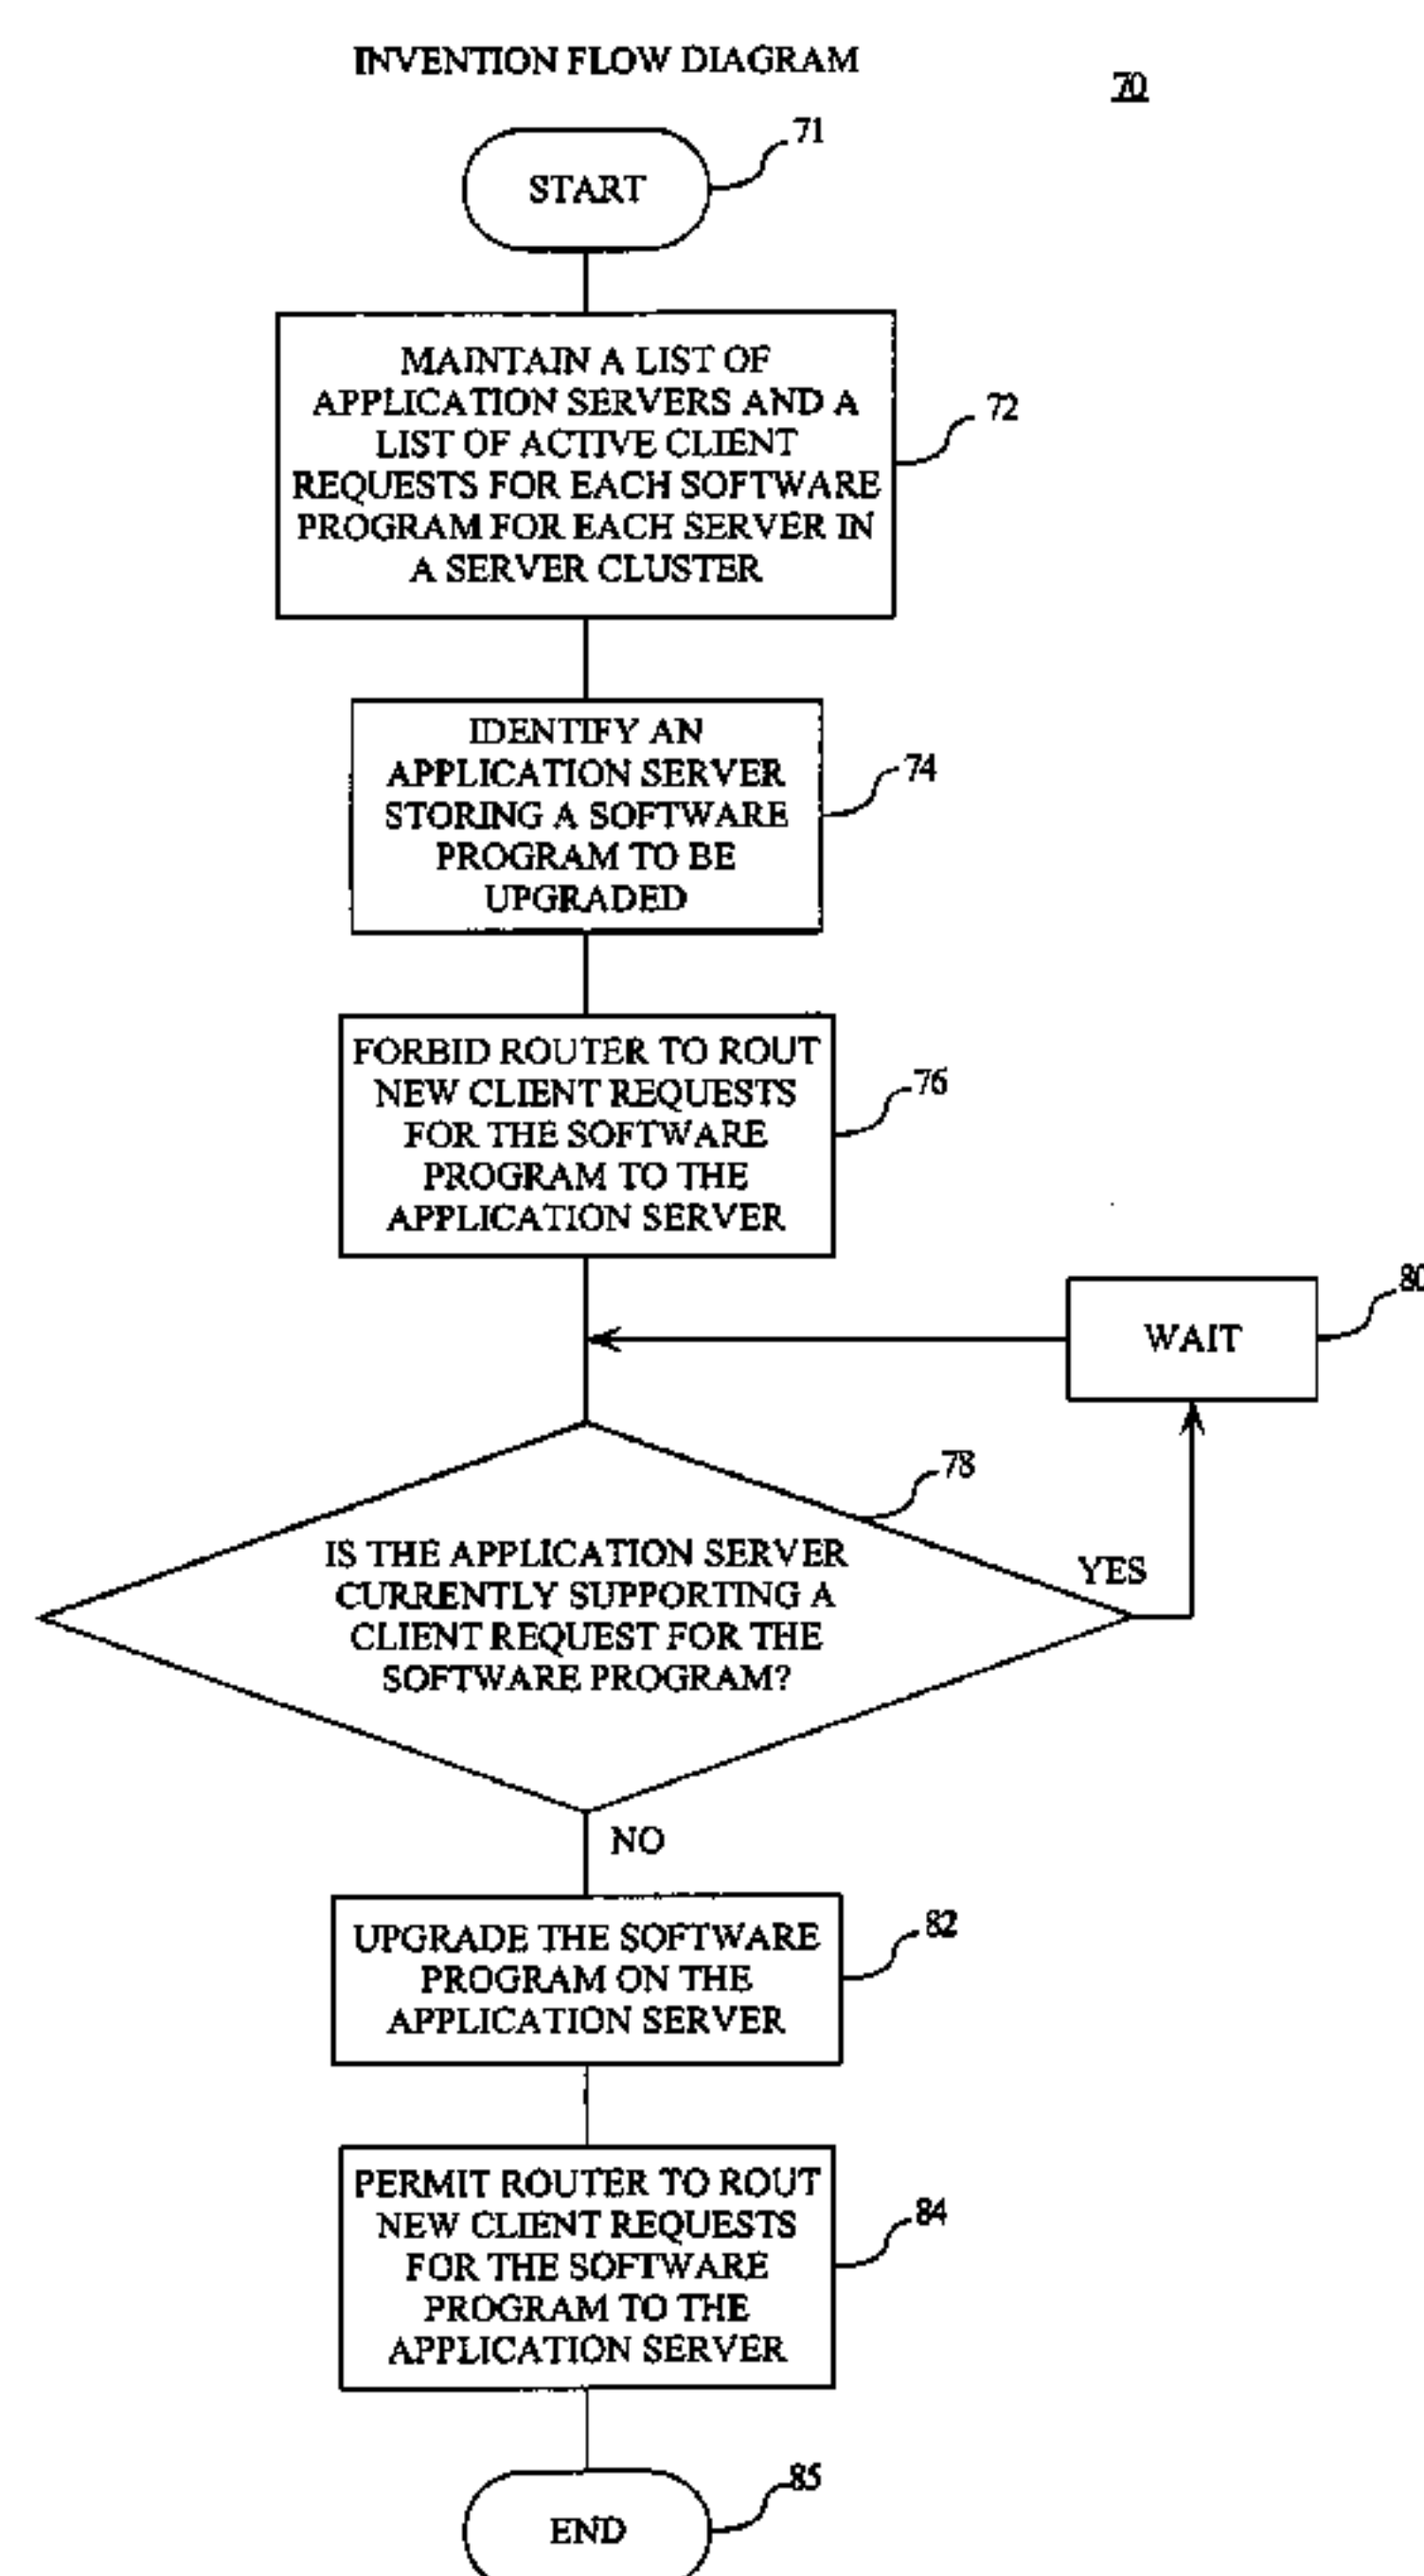 INVENTION FLOW DIAGRAM
70
START
71
MAINTAIN A LIST OF
APPLICATION SERVERS AND A
LIST OF ACTIVE CLIENT
REQUESTS FOR EACH SOFTWARE
PROGRAM FOR EACH SERVER IN
A SERVER CLUSTER
72
IDENTIFY AN
APPLICATION SERVER
STORING A SOFTWARE
PROGRAM TO BE
UPGRADED
74
FORBID ROUTER TO ROUT
NEW CLIENT REQUESTS
FOR THE SOFTWARE
PROGRAM TO THE
APPLICATION SERVER
76
WAIT
80
78
IS THE APPLICATION SERVER
CURRENTLY SUPPORTING A
CLIENT REQUEST FOR THE
SOFTWARE PROGRAM?
YES
NO
UPGRADE THE SOFTWARE
PROGRAM ON THE
APPLICATION SERVER
82
PERMIT ROUTER TO ROUT
NEW CLIENT REQUESTS
FOR THE SOFTWARE
PROGRAM TO THE
APPLICATION SERVER
84
END
85